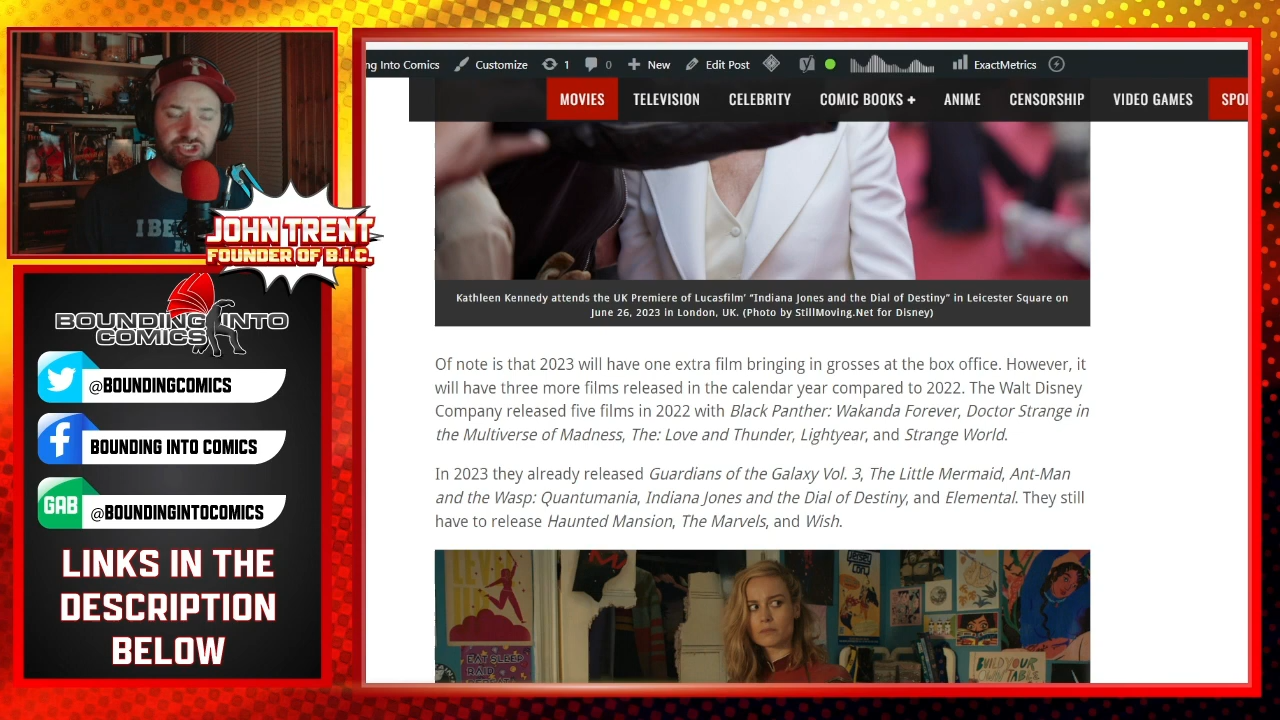 JOHN TRENT
FOUNDER OF B.I.C.
BOUNDING INTO
COMICS
@BOUNDINGCOMICS
BOUNDING INTO COMICS
GAB
@BOUNDINGINTOCOMICS
LINKS IN THE
DESCRIPTION
BELOW
ng Into Comics Customize 1 0 New Edit Post ExactMetrics
MOVIES TELEVISION CELEBRITY COMIC BOOKS + ANIME CENSORSHIP VIDEO GAMES SPO
Kathleen Kennedy attends the UK Premiere of Lucasfilm' "Indiana Jones and the Dial of Destiny" in Leicester Square on
June 26, 2023 in London, UK. (Photo by StillMoving.Net for Disney)
Of note is that 2023 will have one extra film bringing in grosses at the box office. However, it
will have three more films released in the calendar year compared to 2022. The Walt Disney
Company released five films in 2022 with Black Panther: Wakanda Forever, Doctor Strange in
the Multiverse of Madness, The: Love and Thunder, Lightyear, and Strange World.
In 2023 they already released Guardians of the Galaxy Vol. 3, The Little Mermaid, Ant-Man
and the Wasp: Quantumania, Indiana Jones and the Dial of Destiny, and Elemental. They still
have to release Haunted Mansion, The Marvels, and Wish.
EAT SLEEP
RAID
BUILD YOUR
OWN TABLE